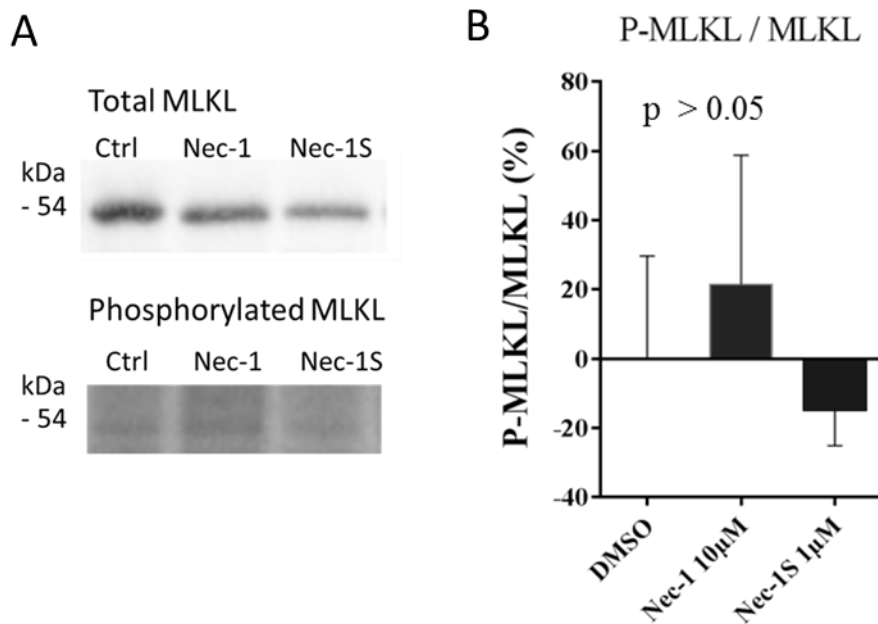 A
Total MLKL
Ctrl Nec-1 Nec-1S
kDa
- 54
Phosphorylated MLKL
Ctrl Nec-1 Nec-1S
kDa
- 54
B
P-MLKL / MLKL
p > 0.05
P-MLKL/MLKL (%)
80
60
40
20
0
-20
-40
DMSO
Nec-1 10μM
Nec-1S 1μM